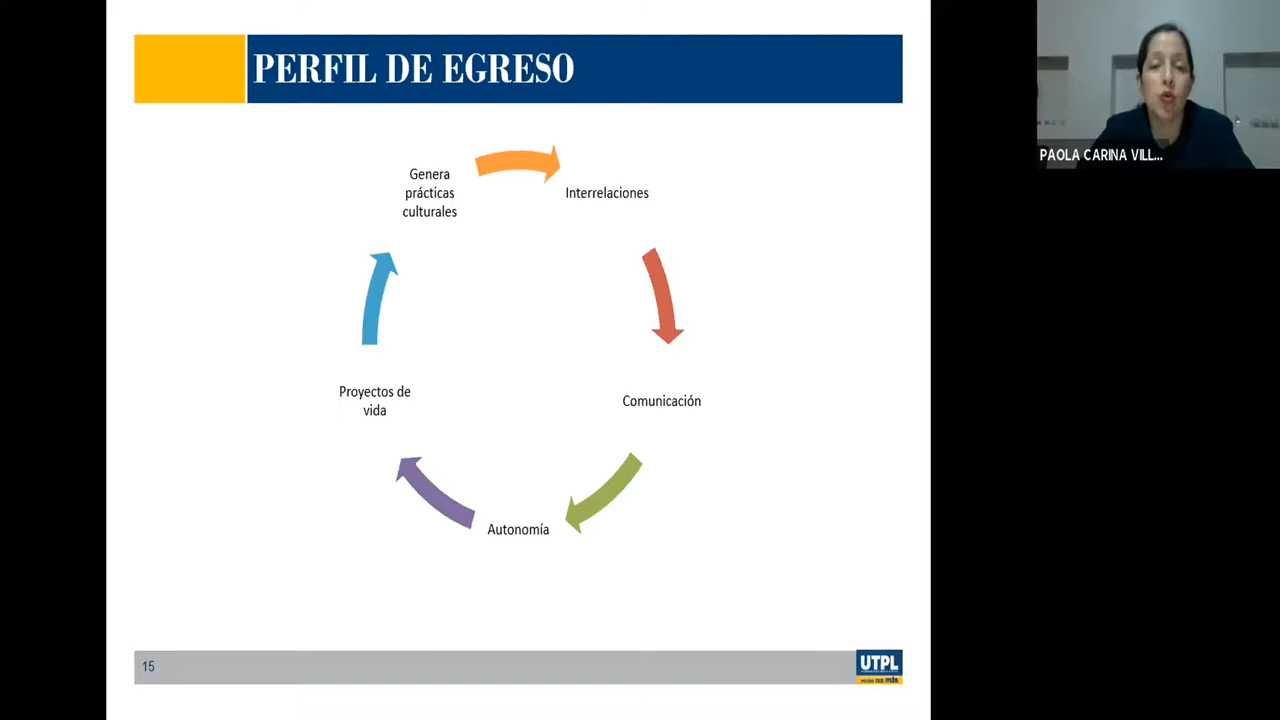 PERFIL DE EGRESO
PAOLA CARINA VILL...
Genera
prácticas
culturales
Interrelaciones
Comunicación
Autonomía
Proyectos de
vida
15
UTPL